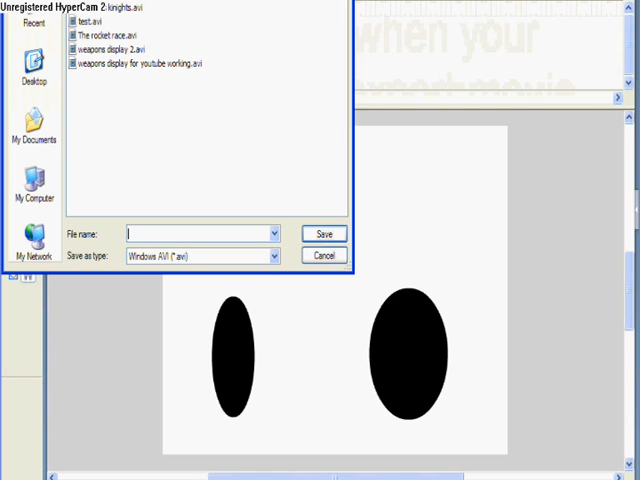 Unregistered HyperCam 2
knights.avi
test.avi
The rocket race.avi
weapons display 2.avi
weapons display for youtube working.avi
Recent
Desktop
My Documents
My Computer
My Network
File name:
Save
Save as type:
Windows AVI (*.avi)
Cancel
when your
export movie